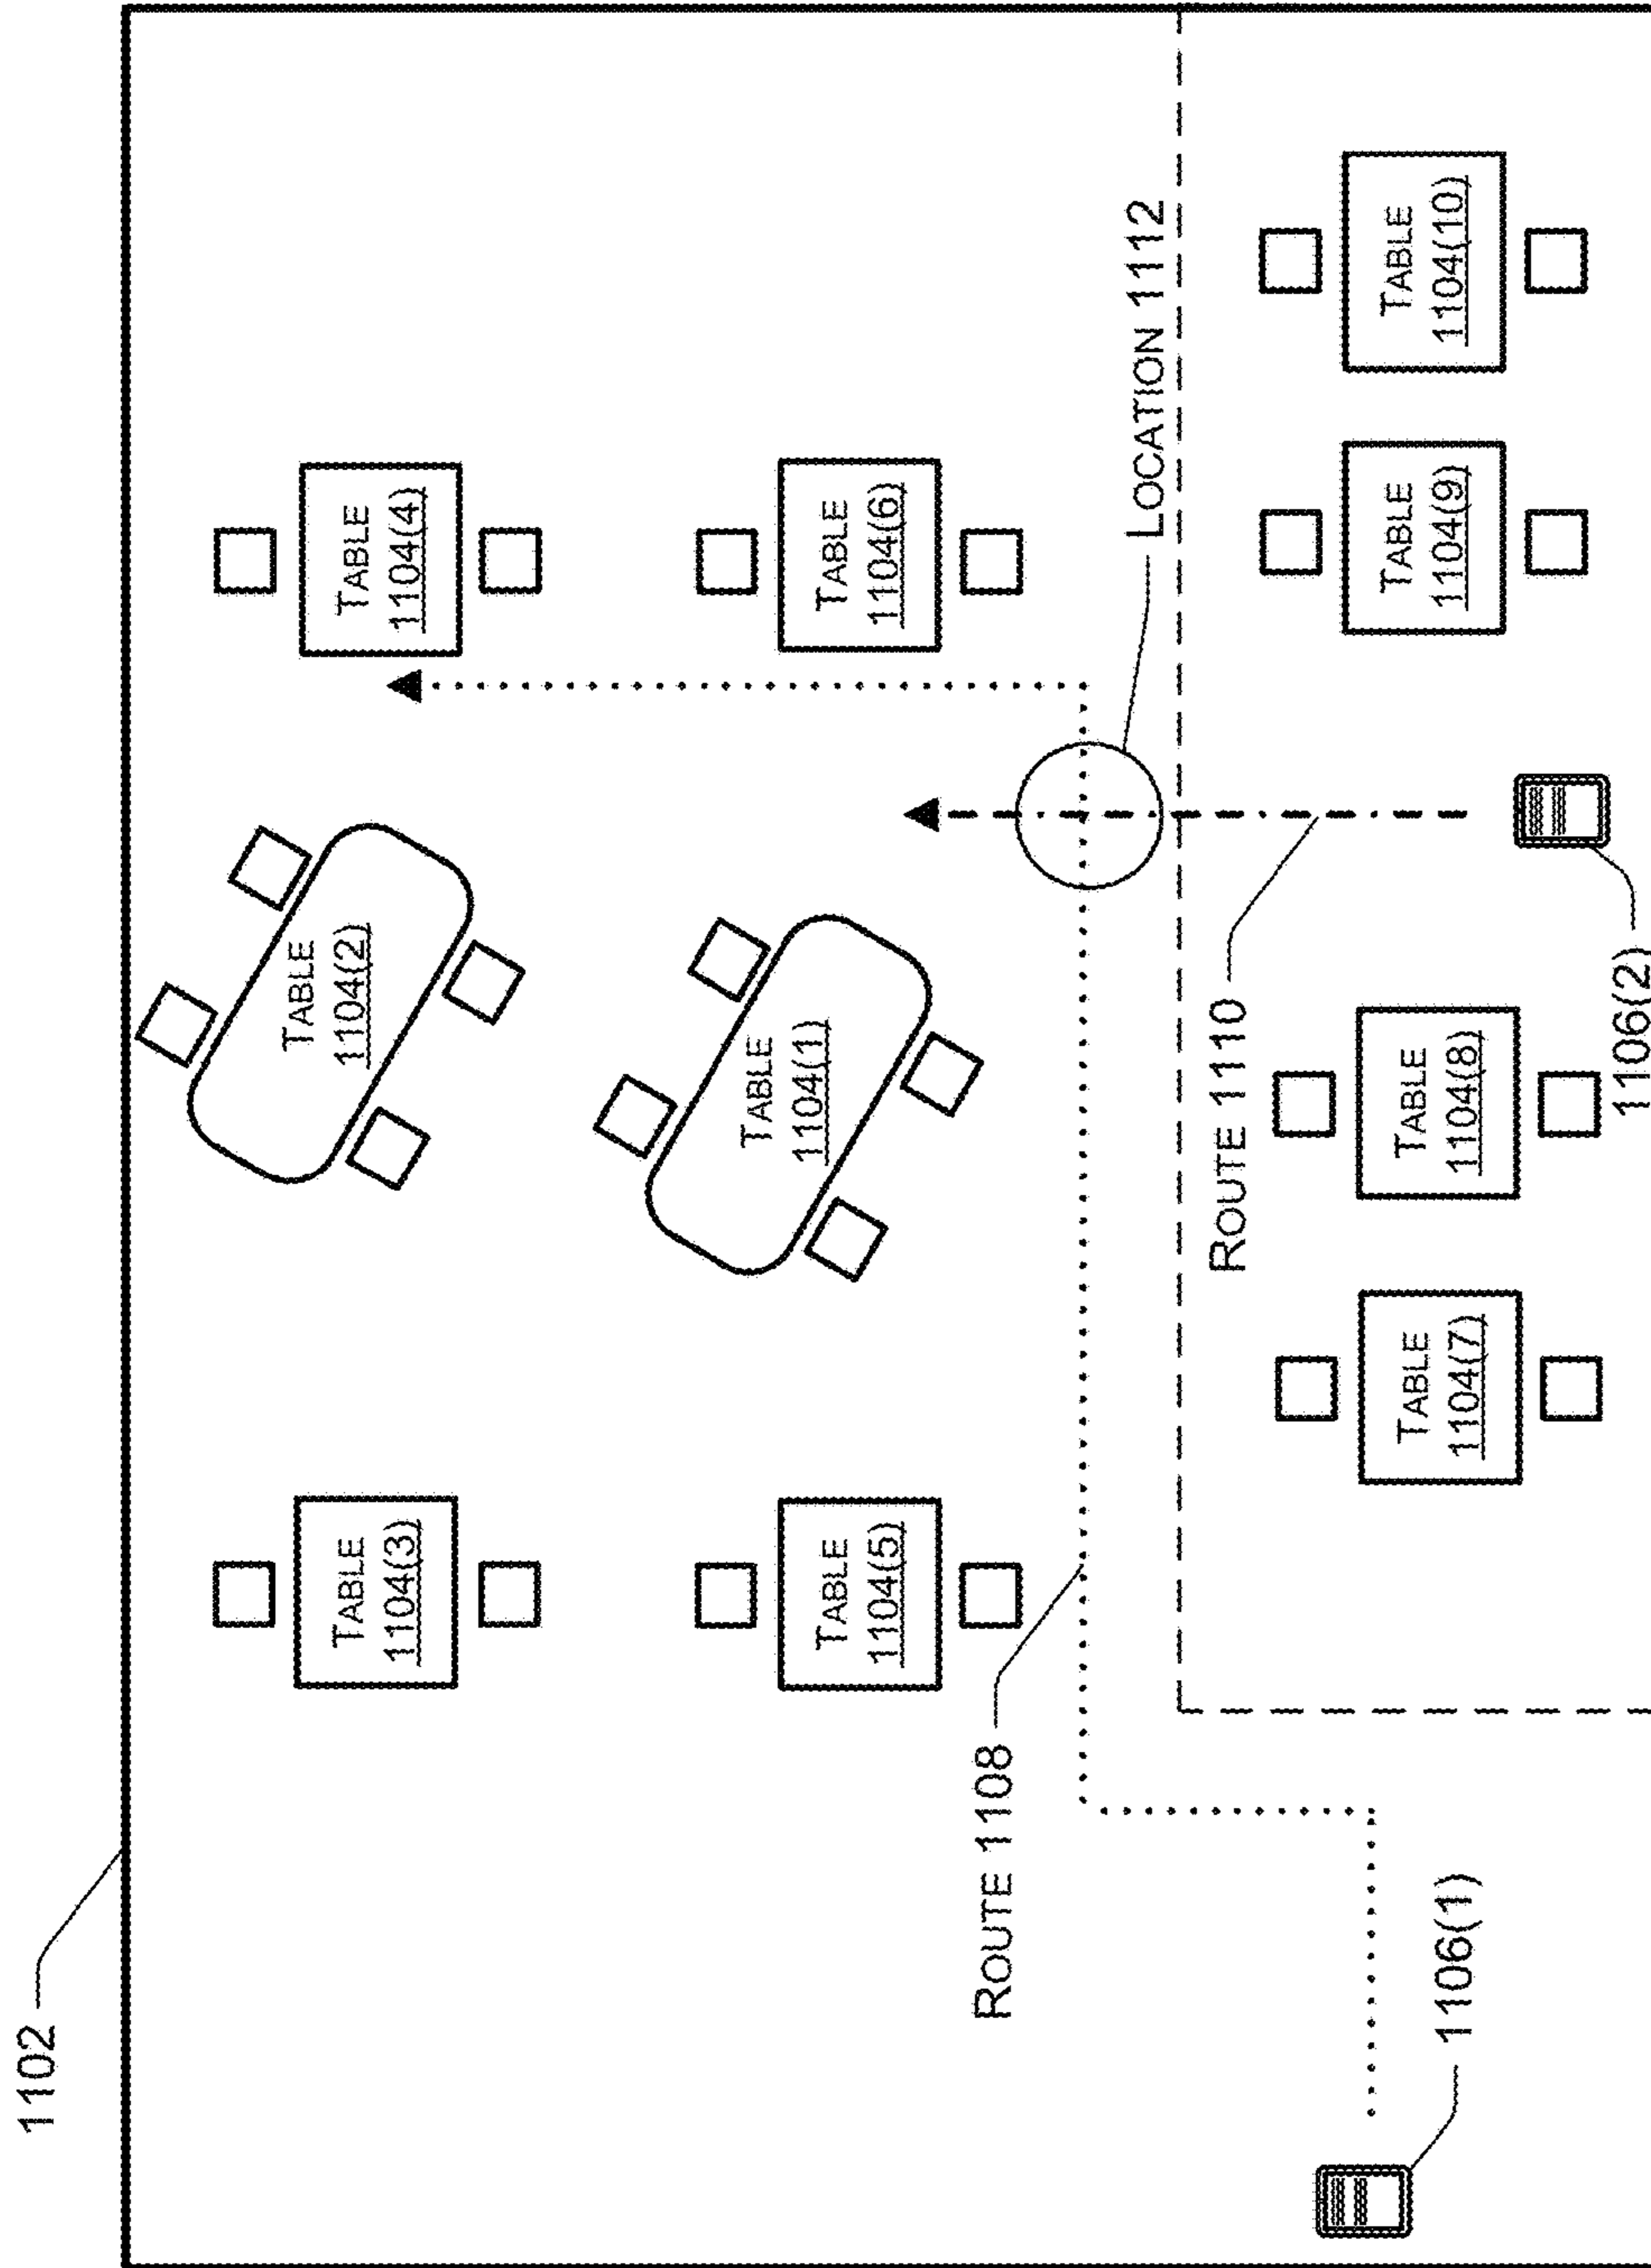 1102
TABLE
1104(3)
TABLE
1104(2)
TABLE
1104(4)
TABLE
1104(5)
TABLE
1104(1)
TABLE
1104(6)
ROUTE 1108
LOCATION 1112
ROUTE 1110
TABLE
1104(7)
TABLE
1104(8)
TABLE
1104(9)
TABLE
1104(10)
1106(1)
1106(2)